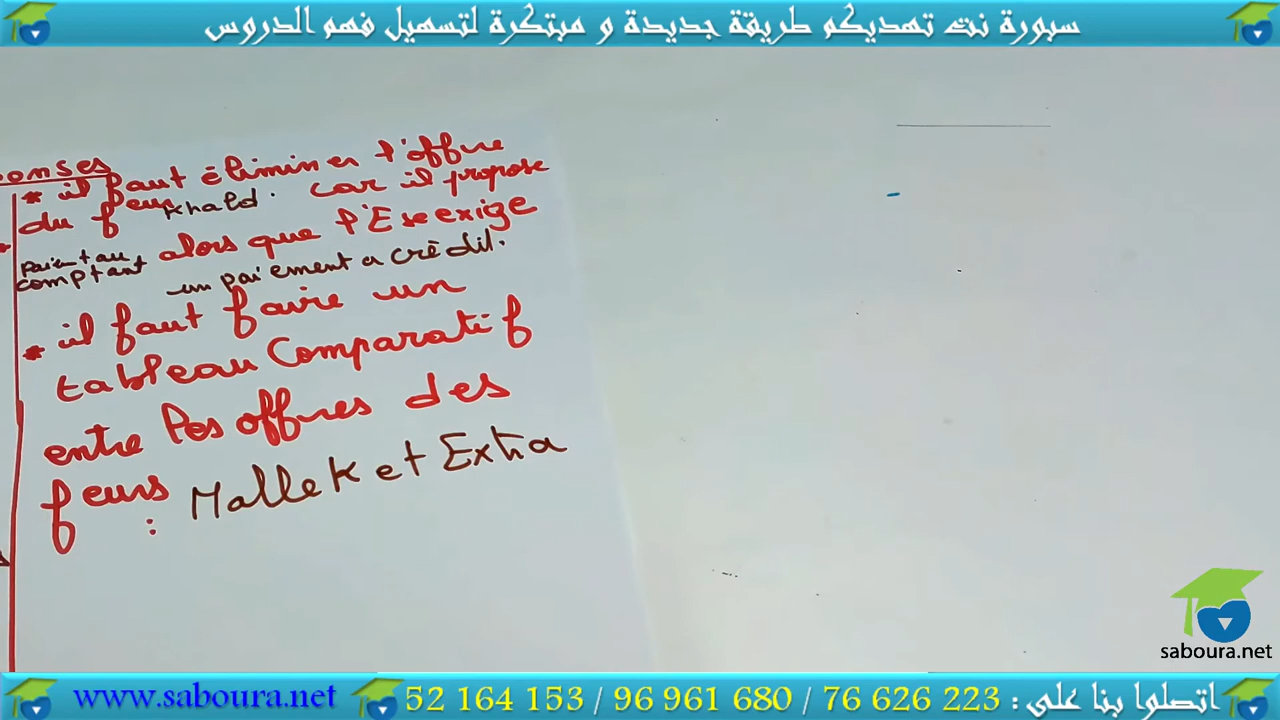 سبورة نت تهديكم طريقة جديدة و مبتكرة لتسهيل فهم الدروس
onses
* il faut éliminer l'offre
du feur Khald. car il propose
paient au comptant alors que l'Ese exige
un paiement a crédit.
* il faut faire un
tableau Comparatif
entre les offres des
feurs Mallek et Extra
:
saboura.net
www.saboura.net 52 164 153 / 96 961 680 / 76 626 223 : اتصلوا بنا على